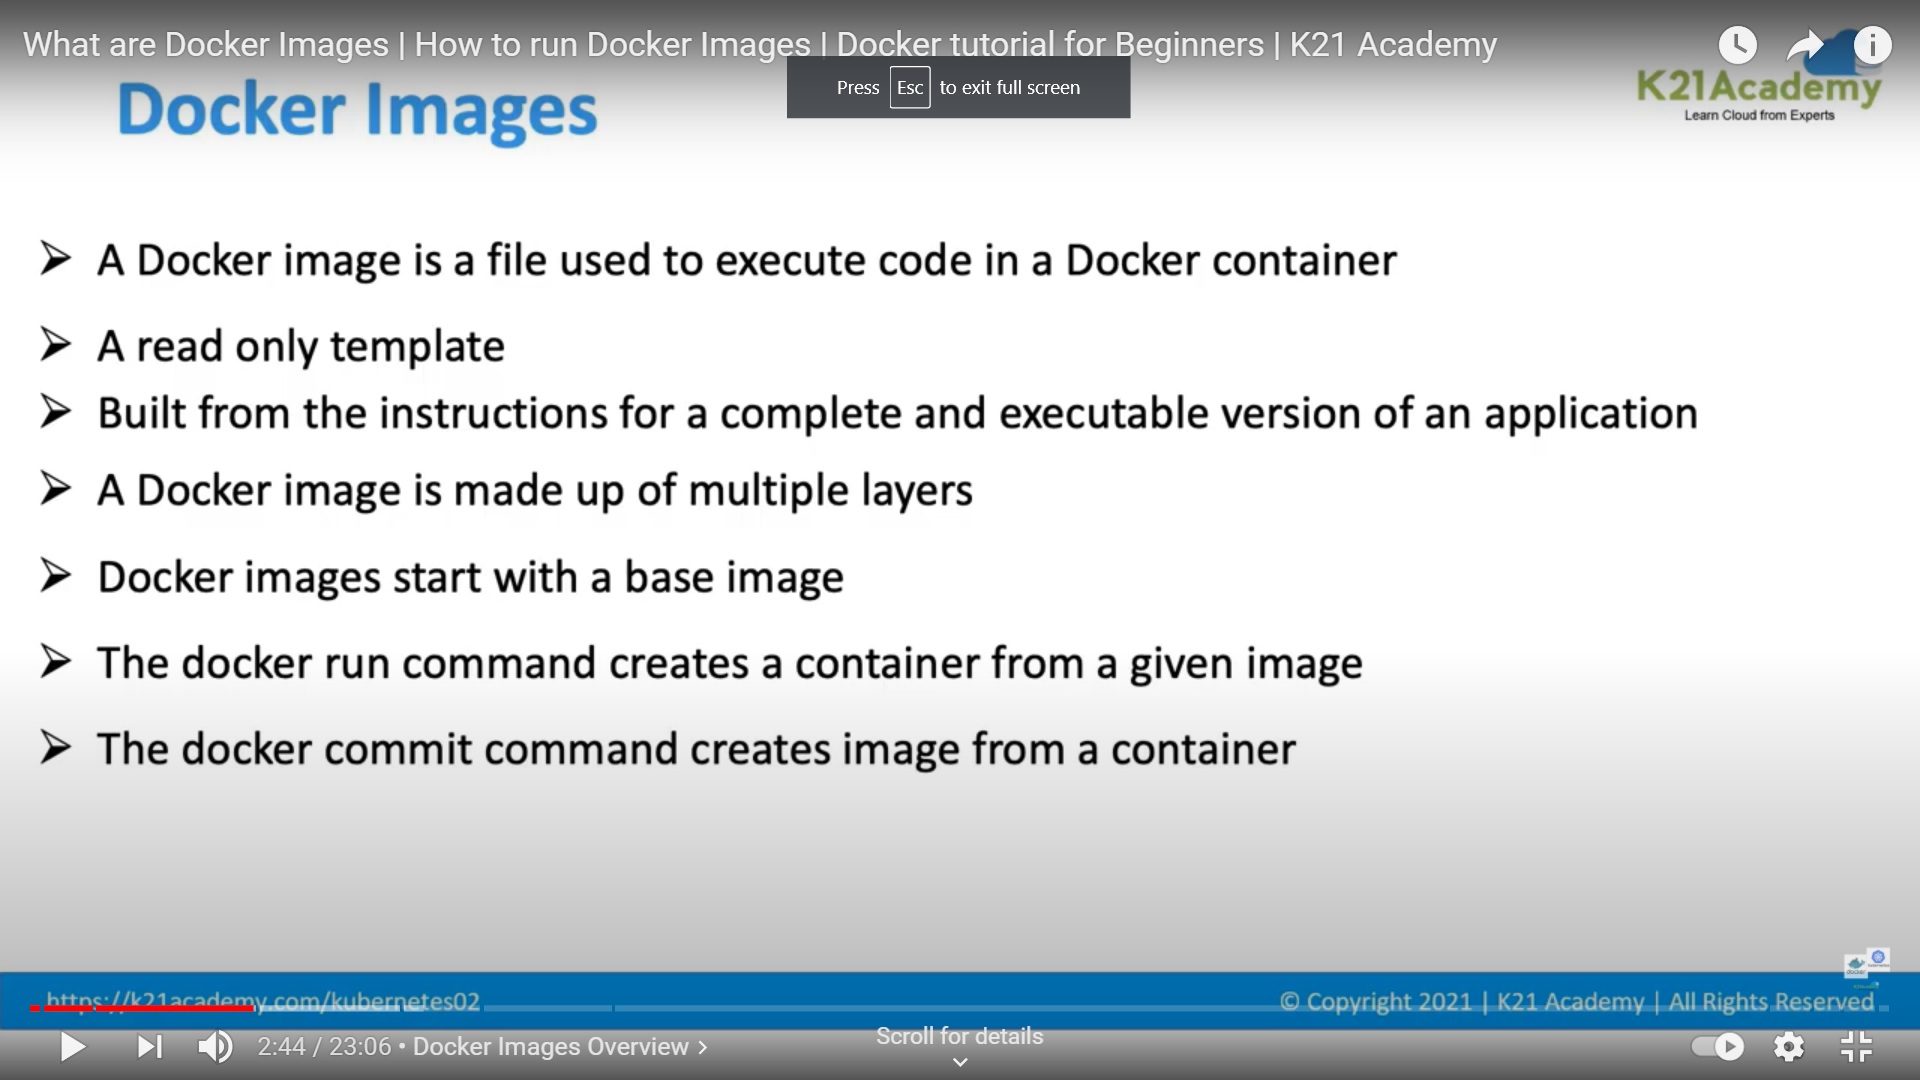 What are Docker Images | How to run Docker Images | Docker tutorial for Beginners | K21 Academy
Press Esc to exit full screen
K21Academy
Learn Cloud from Experts
Docker Images
A Docker image is a file used to execute code in a Docker container
A read only template
Built from the instructions for a complete and executable version of an application
A Docker image is made up of multiple layers
Docker images start with a base image
The docker run command creates a container from a given image
The docker commit command creates image from a container
https://k21academy.com/kubernetes02
© Copyright 2021 | K21 Academy | All Rights Reserved
2:44 / 23:06 • Docker Images Overview
Scroll for details